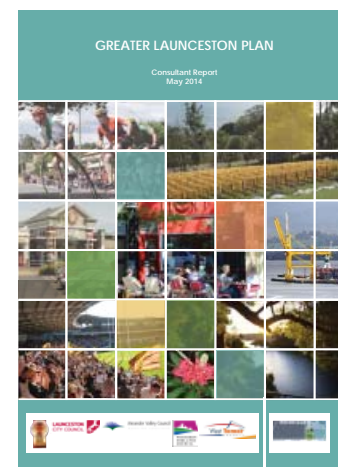 GREATER LAUNCESTON PLAN
Consultant Report
May 2014
LAUNCESTON
CITY COUNCIL
Meander Valley Council
West Tamar